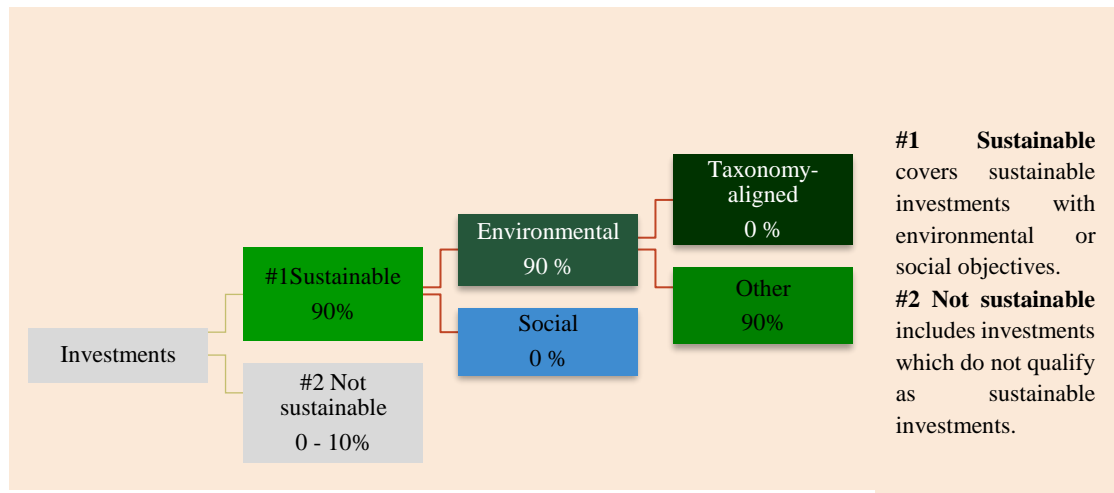 Investments
#1Sustainable
90%
#2 Not
sustainable
0 - 10%
Environmental
90 %
Social
0 %
Taxonomy-
aligned
0 %
Other
90%
#1 Sustainable
covers sustainable
investments with
environmental or
social objectives.
#2 Not sustainable
includes investments
which do not qualify
as sustainable
investments.